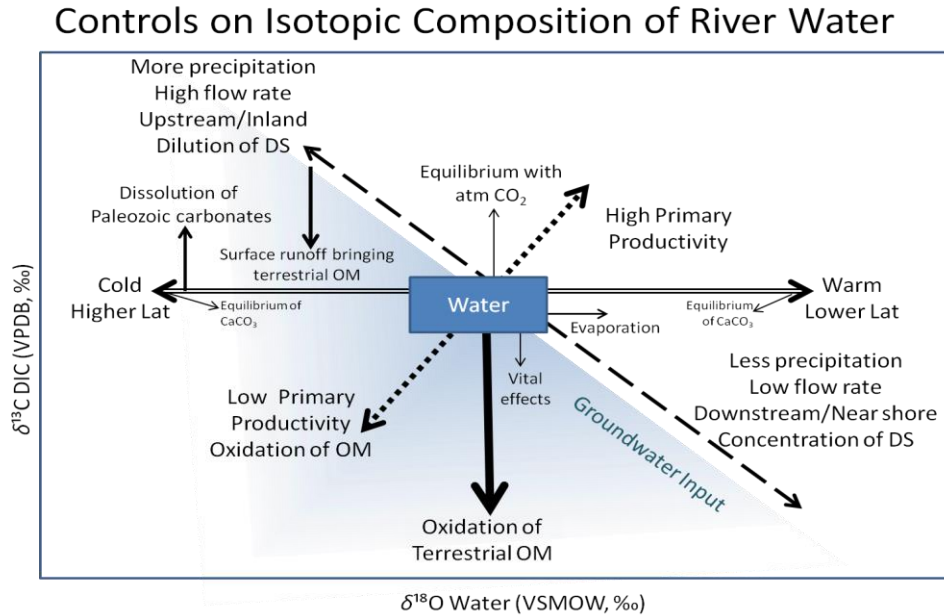 Controls on Isotopic Composition of River Water
More precipitation
High flow rate
Upstream/Inland
Dilution of DS
Equilibrium with
atm CO₂
High Primary
Productivity
Dissolution of
Paleozoic carbonates
Surface runoff bringing
terrestrial OM
Cold
Higher Lat
Equilibrium of
CaCO₃
Water
Equilibrium
of CaCO₃
Warm
Lower Lat
Evaporation
Vital
effects
Less precipitation
Low flow rate
Downstream/Near shore
Concentration of DS
Low Primary
Productivity
Oxidation of OM
Groundwater Input
Oxidation of
Terrestrial OM
δ¹³C DIC (VPDB, ‰)
δ¹⁸O Water (VSMOW, ‰)